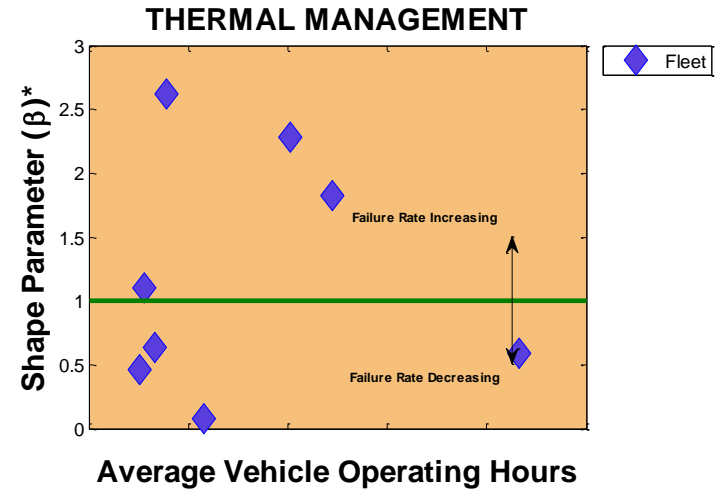 THERMAL MANAGEMENT
Fleet
Shape Parameter (β)*
3
2.5
2
1.5
1
0.5
0
Failure Rate Increasing
Failure Rate Decreasing
Average Vehicle Operating Hours